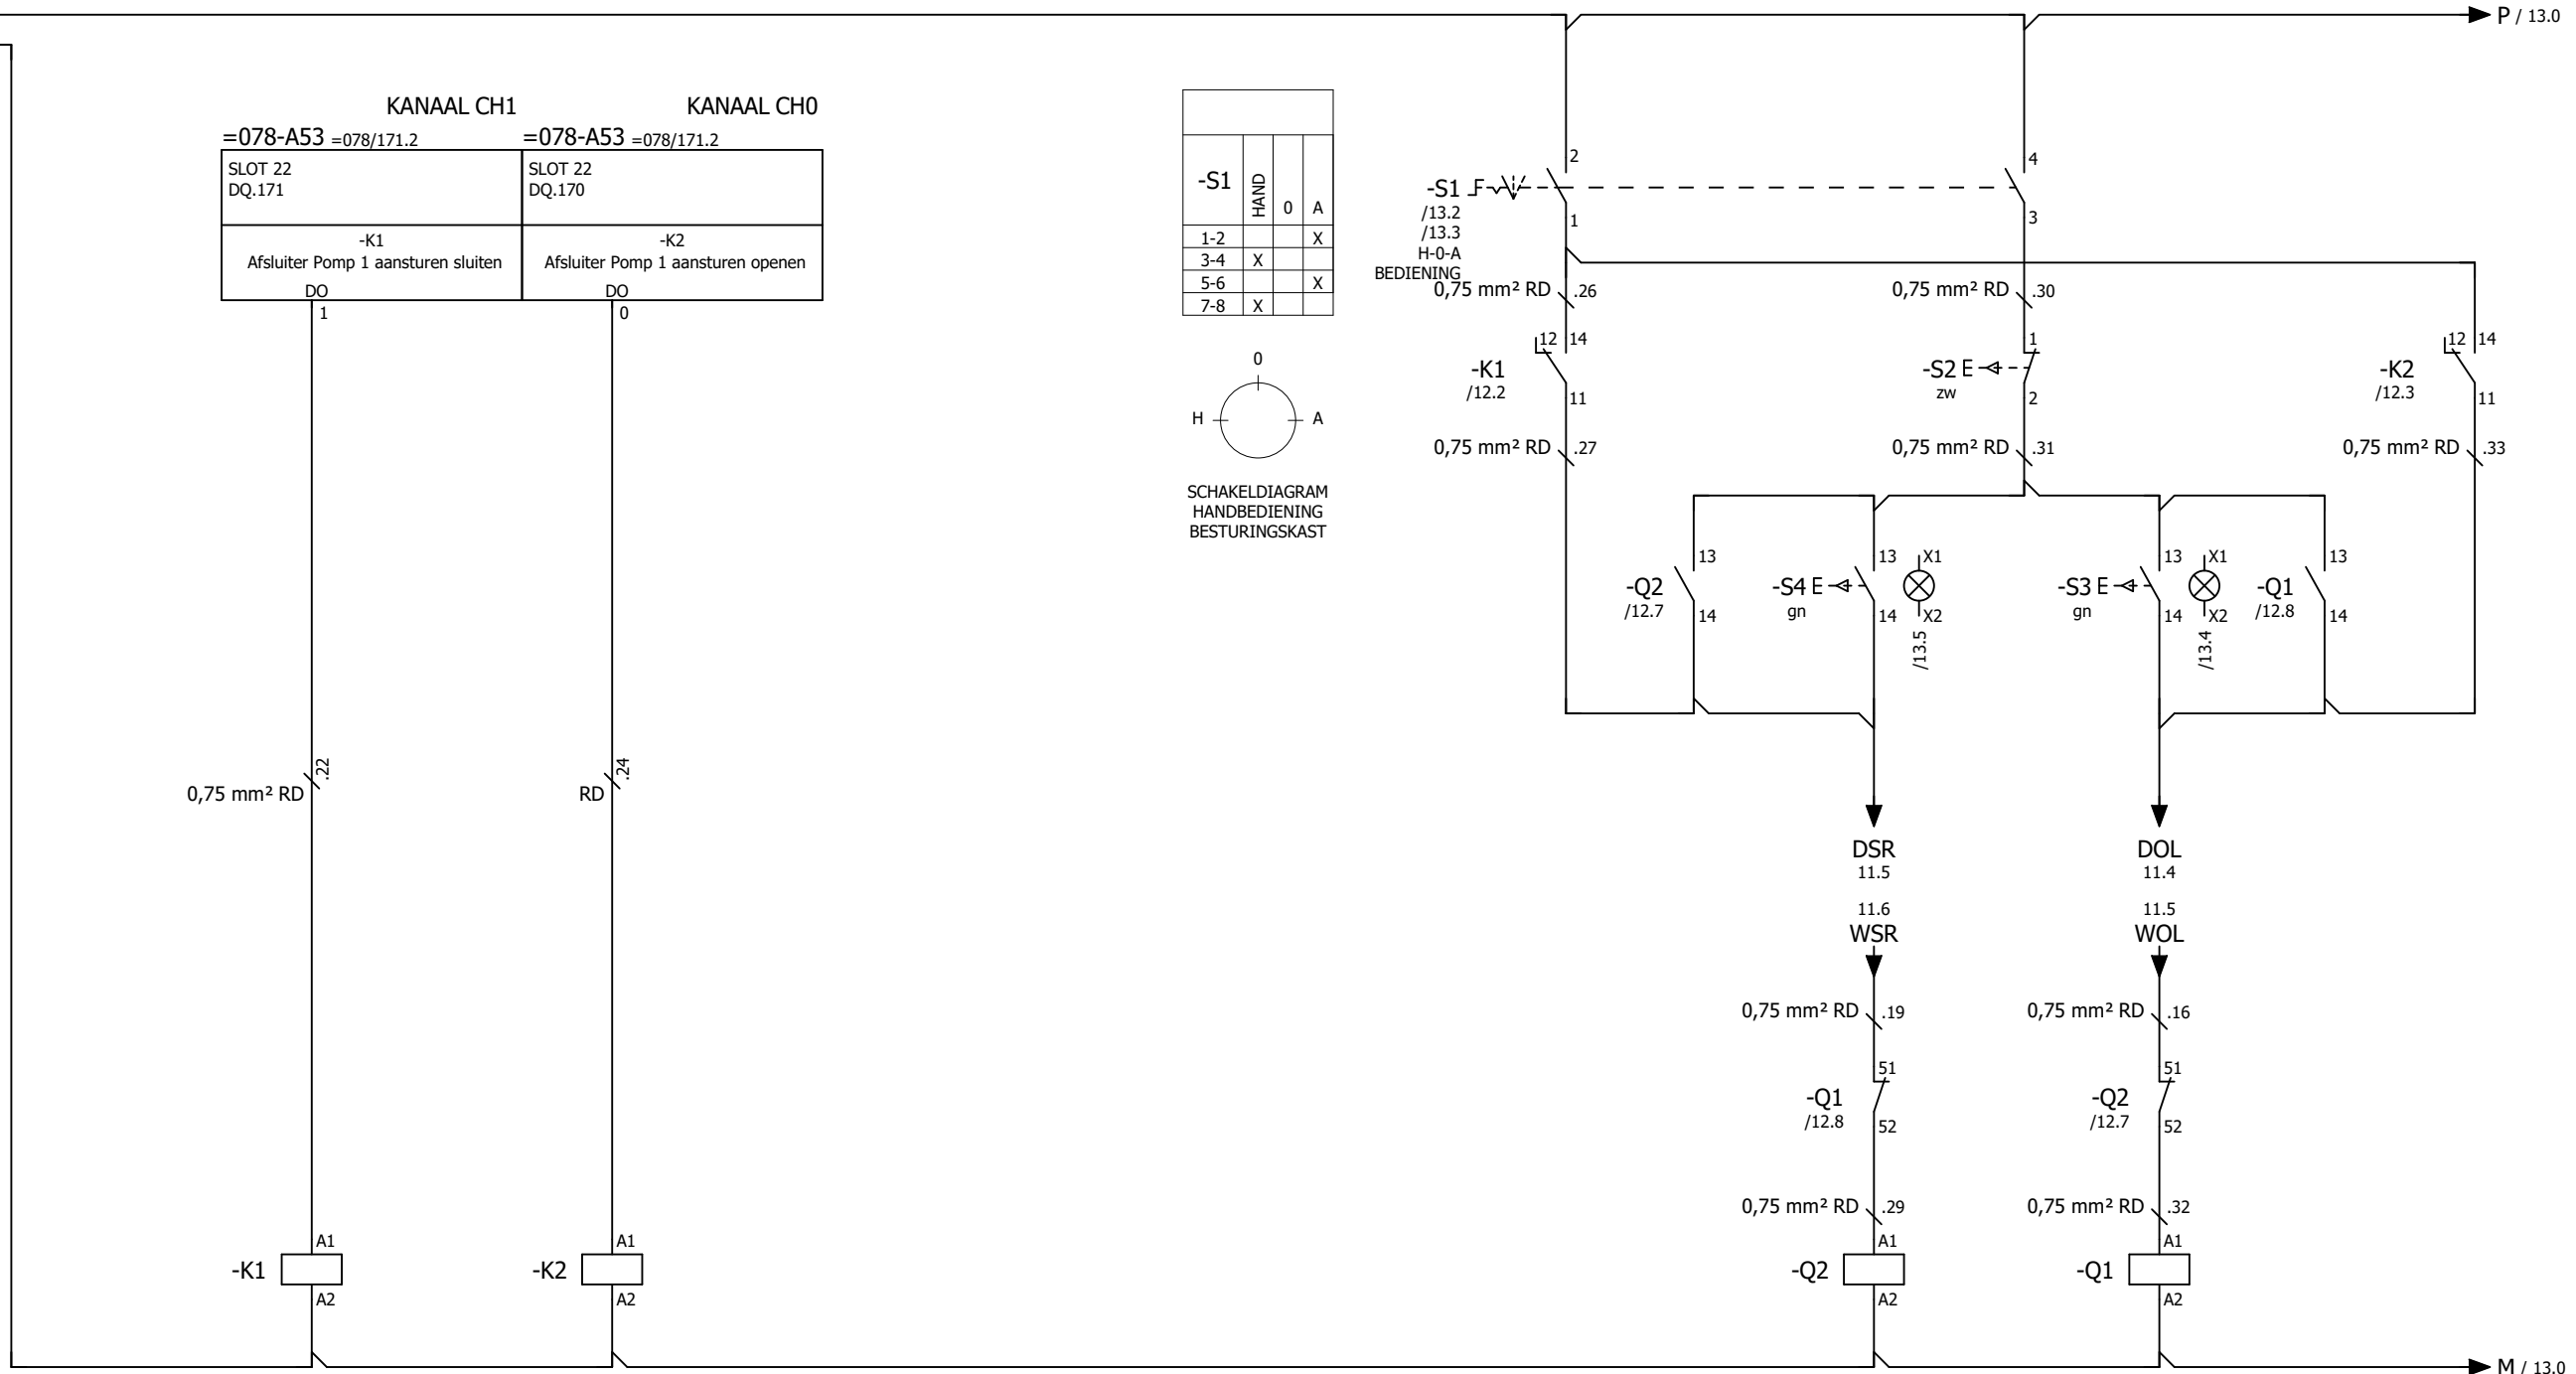 P / 13.0
KANAAL CH1
KANAAL CH0
=078-A53 =078/171.2
=078-A53 =078/171.2
SLOT 22
DQ.171
SLOT 22
DQ.170
-K1
Afsluiter Pomp 1 aansturen sluiten
-K2
Afsluiter Pomp 1 aansturen openen
DO
DO
1
0
-S1 HAND 0 A
1-2 X
3-4 X
5-6 X
7-8 X
0
H A
SCHAKELDIAGRAM
HANDBEDIENING
BESTURINGSKAST
2
4
-S1
/13.2
/13.3
H-0-A
BEDIENING
1
3
0,75 mm² RD .26
0,75 mm² RD .30
12 14
-K1
/12.2
11
1
-S2 E
zw
2
12 14
-K2
/12.3
11
0,75 mm² RD .27
0,75 mm² RD .31
0,75 mm² RD .33
13
-Q2
/12.7
14
13
-S4 E
gn
14
X1
X2
/13.5
13
-S3 E
gn
14
X1
X2
/13.4
13
-Q1
/12.8
14
0,75 mm² RD .22
RD .24
DSR
11.5
DOL
11.4
11.6
WSR
11.5
WOL
0,75 mm² RD .19
0,75 mm² RD .16
51
-Q1
/12.8
52
51
-Q2
/12.7
52
0,75 mm² RD .29
0,75 mm² RD .32
A1
-K1
A2
A1
-K2
A2
A1
-Q2
A2
A1
-Q1
A2
M / 13.0